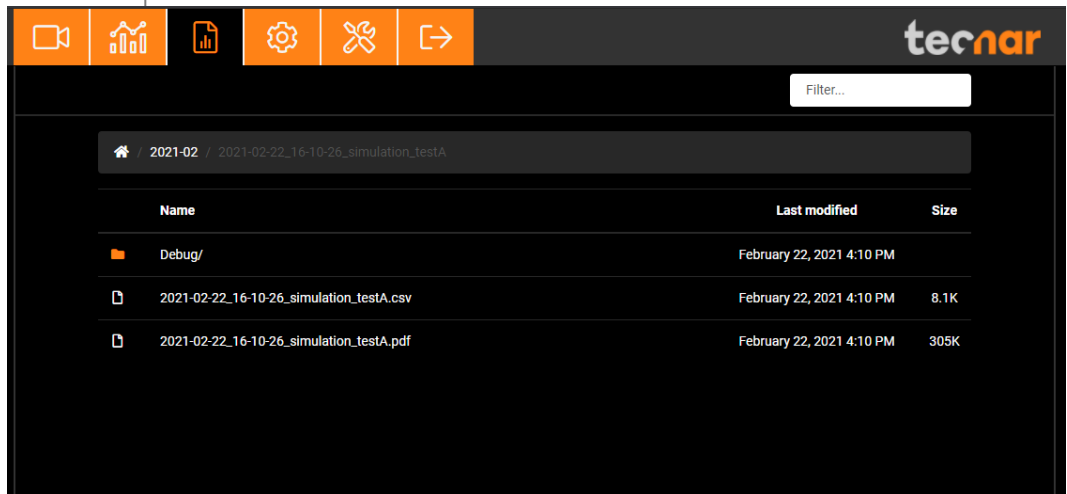 tecnar
Filter...
/ 2021-02 / 2021-02-22_16-10-26_simulation_testA
Name Last modified Size
Debug/ February 22, 2021 4:10 PM
2021-02-22_16-10-26_simulation_testA.csv February 22, 2021 4:10 PM 8.1K
2021-02-22_16-10-26_simulation_testA.pdf February 22, 2021 4:10 PM 305K